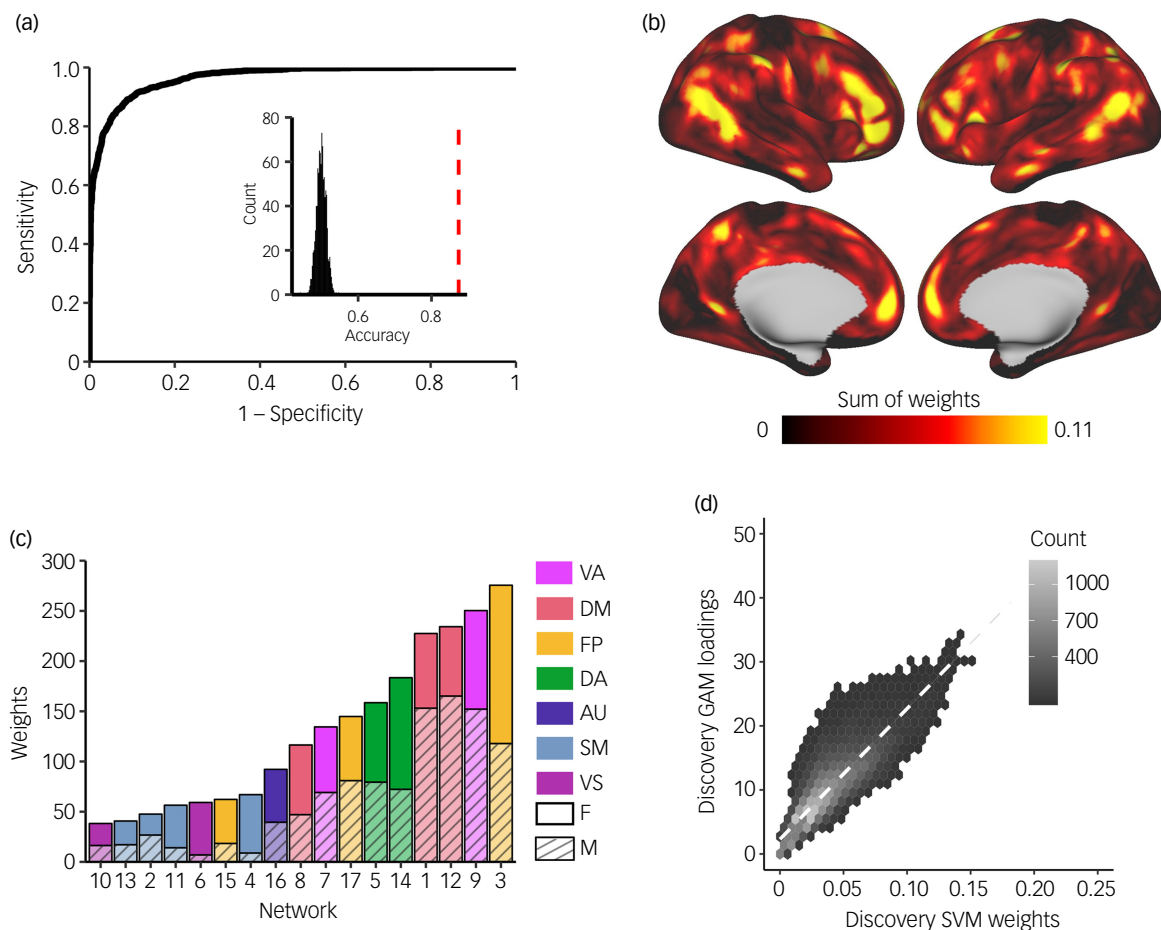 (a)
1.0
0.8
0.6
0.4
0.2
0
Sensitivity
0 0.2 0.4 0.6 0.8 1
1 – Specificity
80
60
40
20
0
Count
0.6 0.8
Accuracy
(b)
Sum of weights
0 0.11
(c)
300
250
200
150
100
50
0
Weights
10 13 2 11 6 15 4 16 8 7 17 5 14 1 12 9 3
Network
VA
DM
FP
DA
AU
SM
VS
F
M
(d)
50
40
30
20
10
0
Discovery GAM loadings
0 0.05 0.10 0.15 0.20 0.25
Discovery SVM weights
Count
1000
700
400